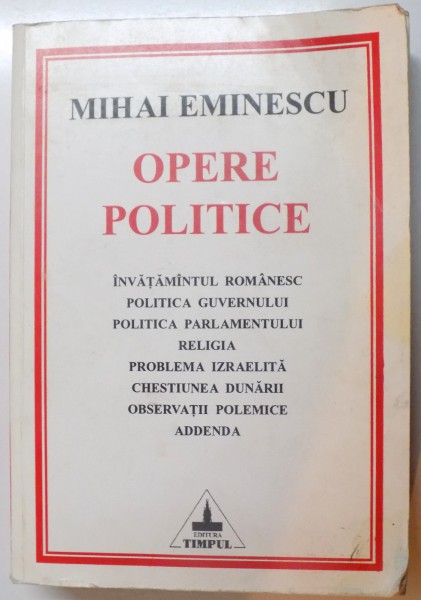 MIHAI EMINESCU
OPERE
POLITICE
ÎNVĂȚĂMÎNTUL ROMÂNESC
POLITICA GUVERNULUI
POLITICA PARLAMENTULUI
RELIGIA
PROBLEMA IZRAELITĂ
CHESTIUNEA DUNĂRII
OBSERVAȚII POLEMICE
ADDENDA
EDITURA
TIMPUL